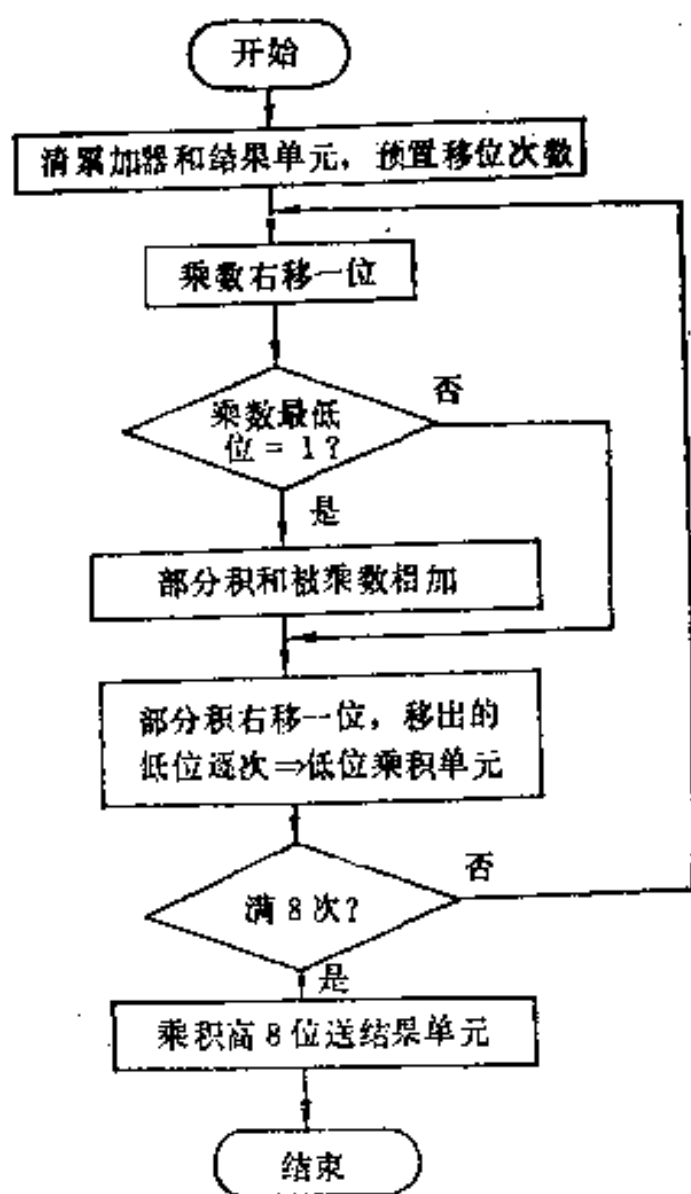 开始
清累加器和结果单元，预置移位次数
乘数右移一位
否
乘数最低
位 = 1？
是
部分积和被乘数相加
部分积右移一位，移出的
低位逐次⇒低位乘积单元
否
满 8 次？
是
乘积高 8 位送结果单元
结束